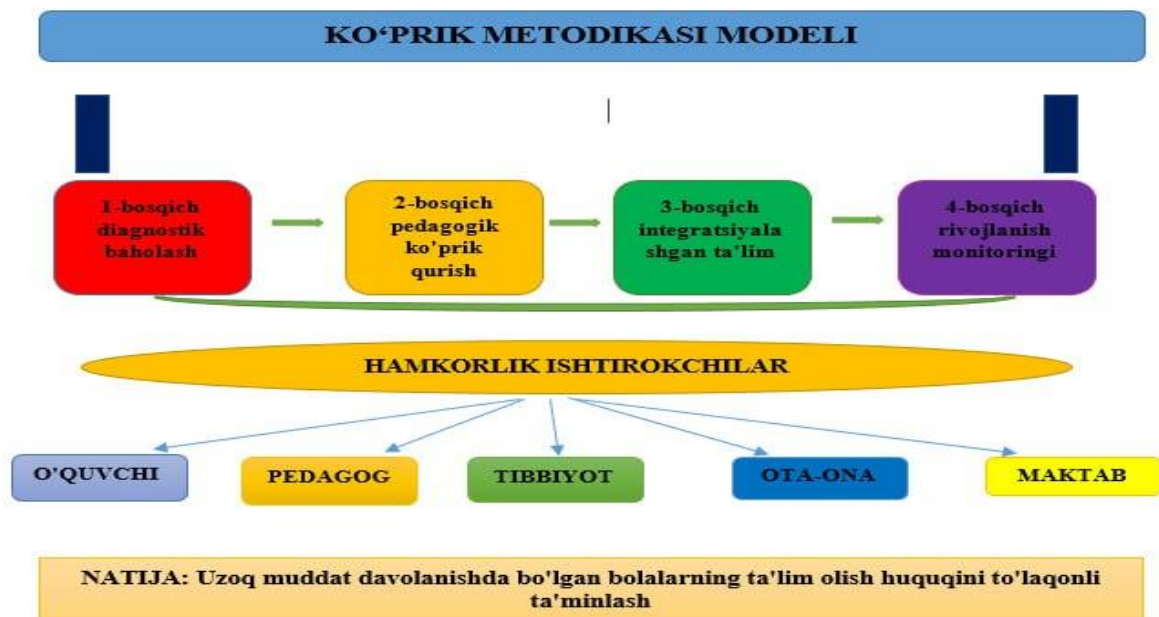 KO‘PRIK METODIKASI MODELI
1-bosqich
diagnostik
baholash
2-bosqich
pedagogik
ko'prik
qurish
3-bosqich
integratsiyala
shgan ta'lim
4-bosqich
rivojlanish
monitoringi
HAMKORLIK ISHTIROKCHILAR
O'QUVCHI
PEDAGOG
TIBBIYOT
OTA-ONA
MAKTAB
NATIJA: Uzoq muddat davolanishda bo'lgan bolalarning ta'lim olish huquqini to'laqonli
ta'minlash